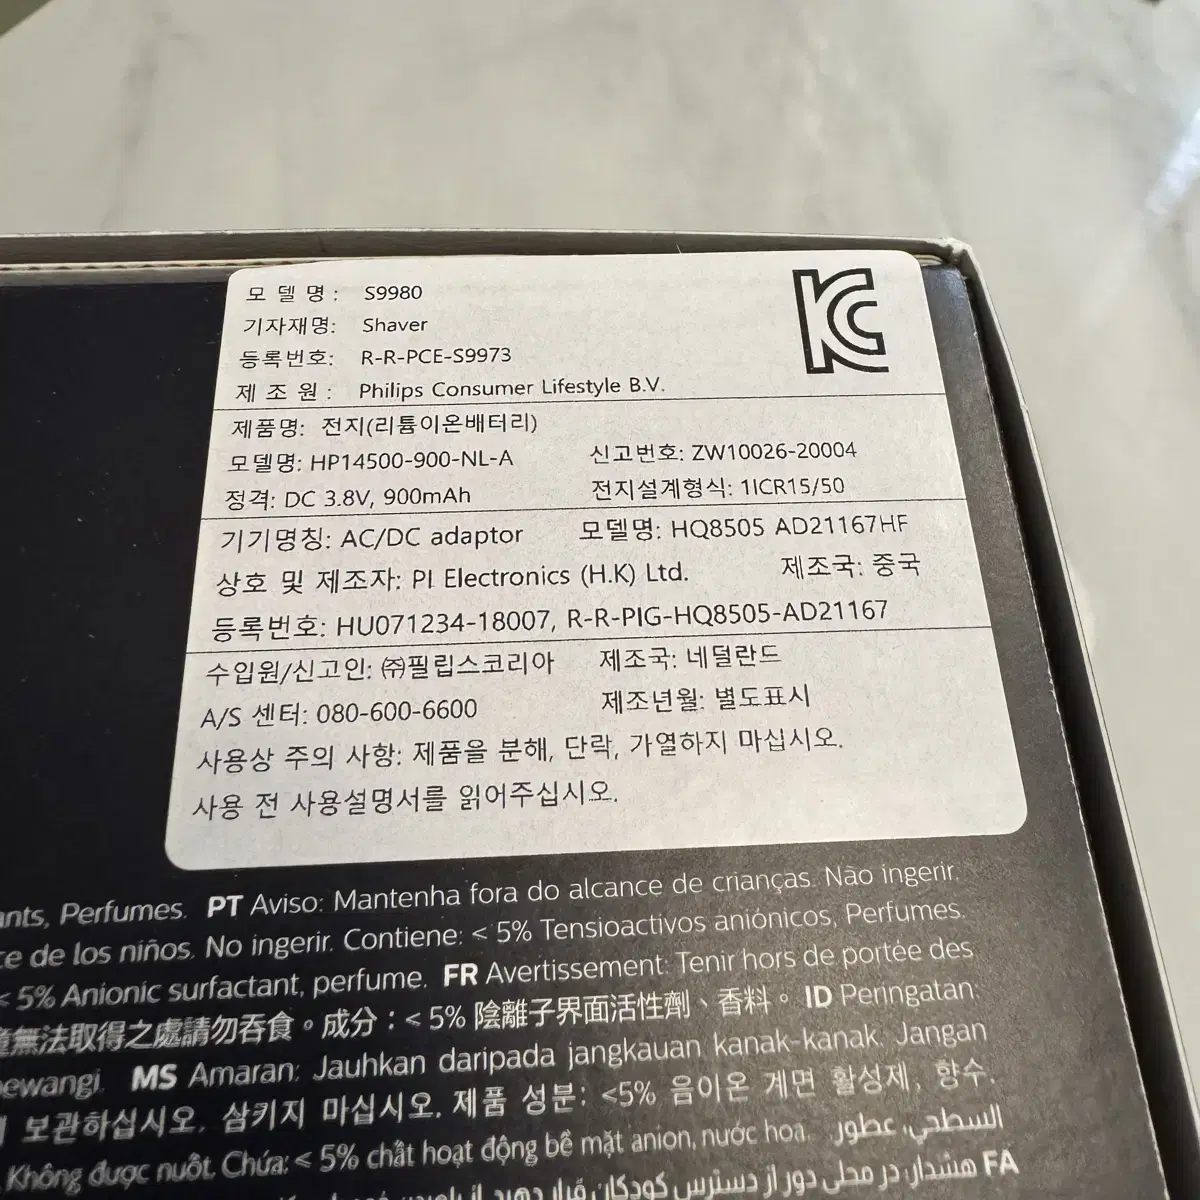 모 델 명 : S9980
기자재명: Shaver
등록번호: R-R-PCE-S9973
제 조 원 : Philips Consumer Lifestyle B.V.
KC
제품명: 전지(리튬이온배터리)
모델명: HP14500-900-NL-A 신고번호: ZW10026-20004
정격: DC 3.8V, 900mAh 전지설계형식: 1ICR15/50
기기명칭: AC/DC adaptor 모델명: HQ8505 AD21167HF
상호 및 제조자: PI Electronics (H.K) Ltd. 제조국: 중국
등록번호: HU071234-18007, R-R-PIG-HQ8505-AD21167
수입원/신고인: ㈜필립스코리아 제조국: 네덜란드
A/S 센터: 080-600-6600 제조년월: 별도표시
사용상 주의 사항: 제품을 분해, 단락, 가열하지 마십시오.
사용 전 사용설명서를 읽어주십시오.
ants, Perfumes. PT Aviso: Mantenha fora do alcance de crianças. Não ingerir.
ce de los niños. No ingerir. Contiene: < 5% Tensioactivos aniónicos, Perfumes.
< 5% Anionic surfactant, perfume. FR Avertissement: Tenir hors de portée des
無法取得之處請勿吞食。成分：< 5% 陰離子界面活性劑、香料。 ID Peringatan:
ewangi. MS Amaran: Jauhkan daripada jangkauan kanak-kanak. Jangan
보관하십시오. 삼키지 마십시오. 제품 성분: <5% 음이온 계면 활성제, 향수.
Không được nuốt. Chứa: < 5% chất hoạt động bề mặt anion, nước hoa. السطحي، عطور.
FA هشدار: در محلی دور از دسترس کودکان قرار دهید. از